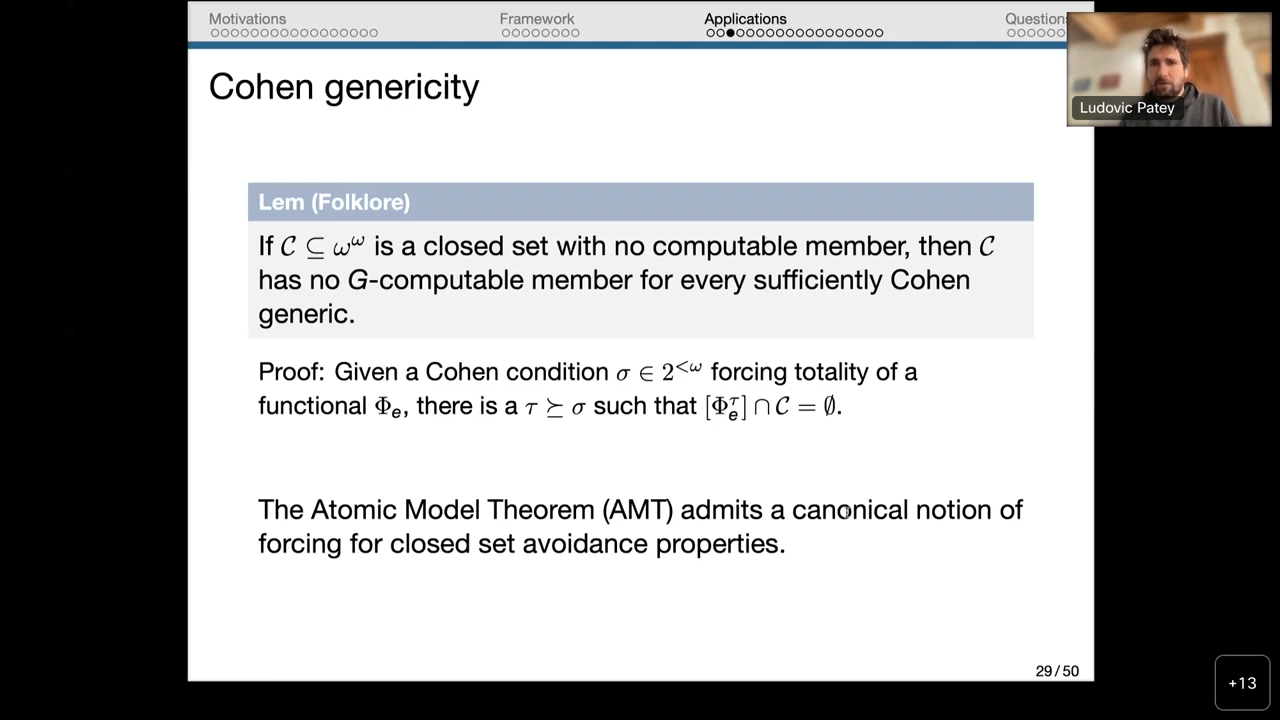 Motivations Framework Applications Question
Ludovic Patey
Cohen genericity
Lem (Folklore)
If 𝒞 ⊆ ω^ω is a closed set with no computable member, then 𝒞
has no G-computable member for every sufficiently Cohen
generic.
Proof: Given a Cohen condition σ ∈ 2^{<ω} forcing totality of a
functional Φ_e, there is a τ ⪰ σ such that [Φ_e^τ] ∩ 𝒞 = ∅.
The Atomic Model Theorem (AMT) admits a canonical notion of
forcing for closed set avoidance properties.
29 / 50
+13